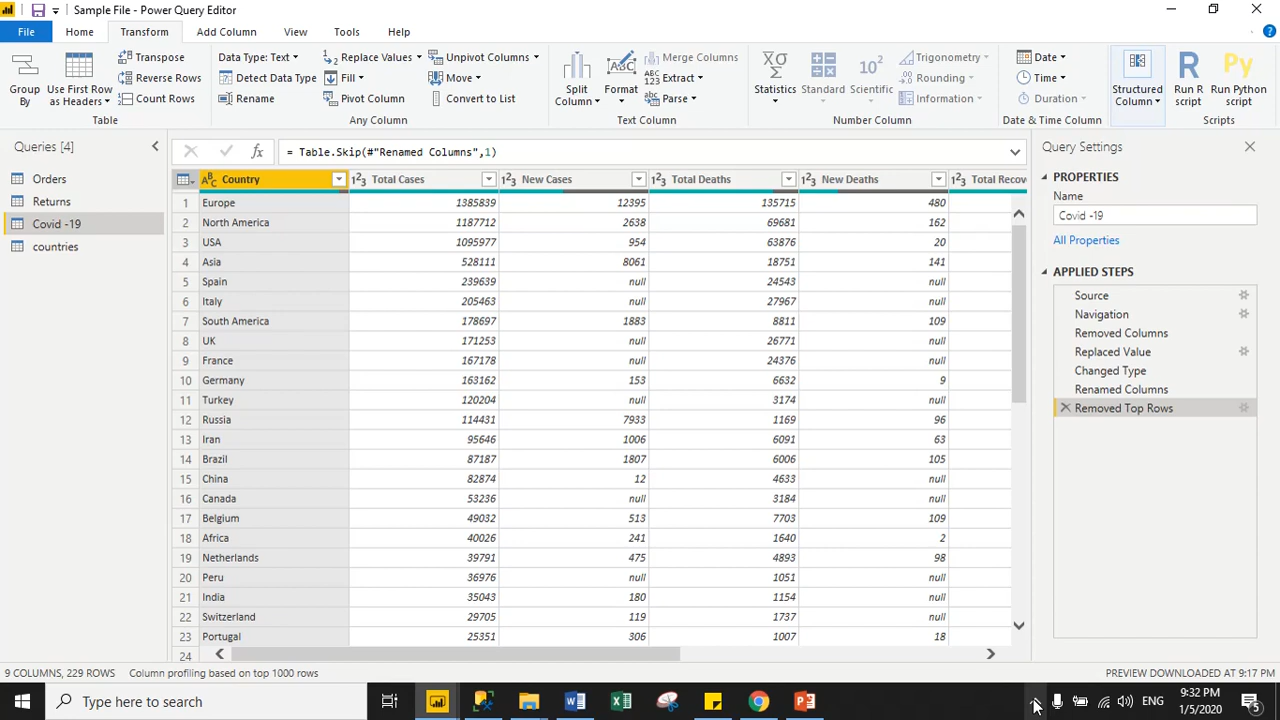 Sample File - Power Query Editor
File Home Transform Add Column View Tools Help
Group By
Use First Row as Headers
Transpose
Reverse Rows
Count Rows
Table
Data Type: Text
Detect Data Type
Rename
Replace Values
Fill
Pivot Column
Unpivot Columns
Move
Convert to List
Any Column
Split Column
Format
Merge Columns
Extract
Parse
Text Column
Statistics
Standard
Scientific
Trigonometry
Rounding
Information
Number Column
Date
Time
Duration
Date & Time Column
Structured Column
Run R script
Run Python script
Scripts
Queries [4]
Orders
Returns
Covid -19
countries
= Table.Skip(#"Renamed Columns",1)
Country Total Cases New Cases Total Deaths New Deaths Total Recov
1 Europe 1385839 12395 135715 480
2 North America 1187712 2638 69681 162
3 USA 1095977 954 63876 20
4 Asia 528111 8061 18751 141
5 Spain 239639 null 24543 null
6 Italy 205463 null 27967 null
7 South America 178697 1883 8811 109
8 UK 171253 null 26771 null
9 France 167178 null 24376 null
10 Germany 163162 153 6632 9
11 Turkey 120204 null 3174 null
12 Russia 114431 7933 1169 96
13 Iran 95646 1006 6091 63
14 Brazil 87187 1807 6006 105
15 China 82874 12 4633 null
16 Canada 53236 null 3184 null
17 Belgium 49032 513 7703 109
18 Africa 40026 241 1640 2
19 Netherlands 39791 475 4893 98
20 Peru 36976 null 1051 null
21 India 35043 180 1154 null
22 Switzerland 29705 119 1737 null
23 Portugal 25351 306 1007 18
24
Query Settings
PROPERTIES
Name
Covid -19
All Properties
APPLIED STEPS
Source
Navigation
Removed Columns
Replaced Value
Changed Type
Renamed Columns
Removed Top Rows
9 COLUMNS, 229 ROWS Column profiling based on top 1000 rows PREVIEW DOWNLOADED AT 9:17 PM
Type here to search
ENG
9:32 PM
1/5/2020
5